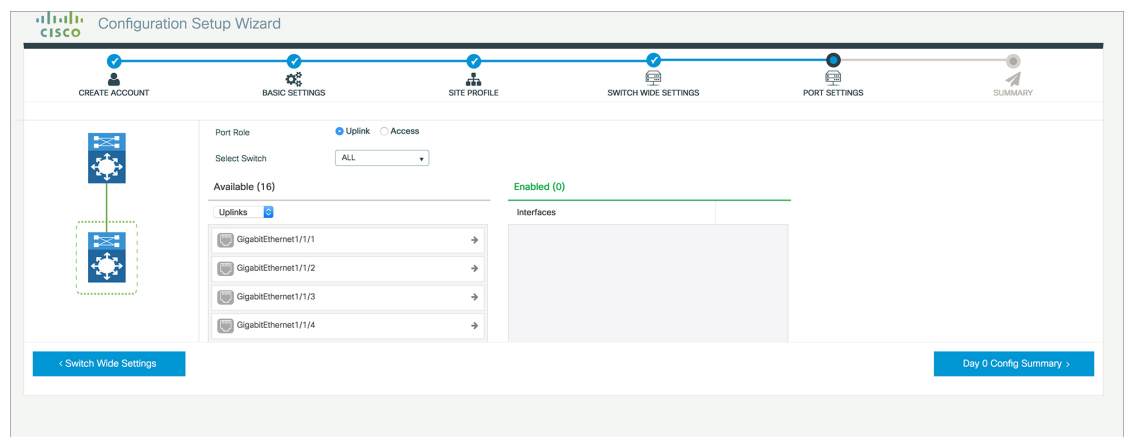 CISCO
Configuration Setup Wizard
CREATE ACCOUNT
BASIC SETTINGS
SITE PROFILE
SWITCH WIDE SETTINGS
PORT SETTINGS
SUMMARY
Port Role
Uplink
Access
Select Switch
ALL
Available (16)
Enabled (0)
Uplinks
Interfaces
GigabitEthernet1/1/1
GigabitEthernet1/1/2
GigabitEthernet1/1/3
GigabitEthernet1/1/4
< Switch Wide Settings
Day 0 Config Summary >